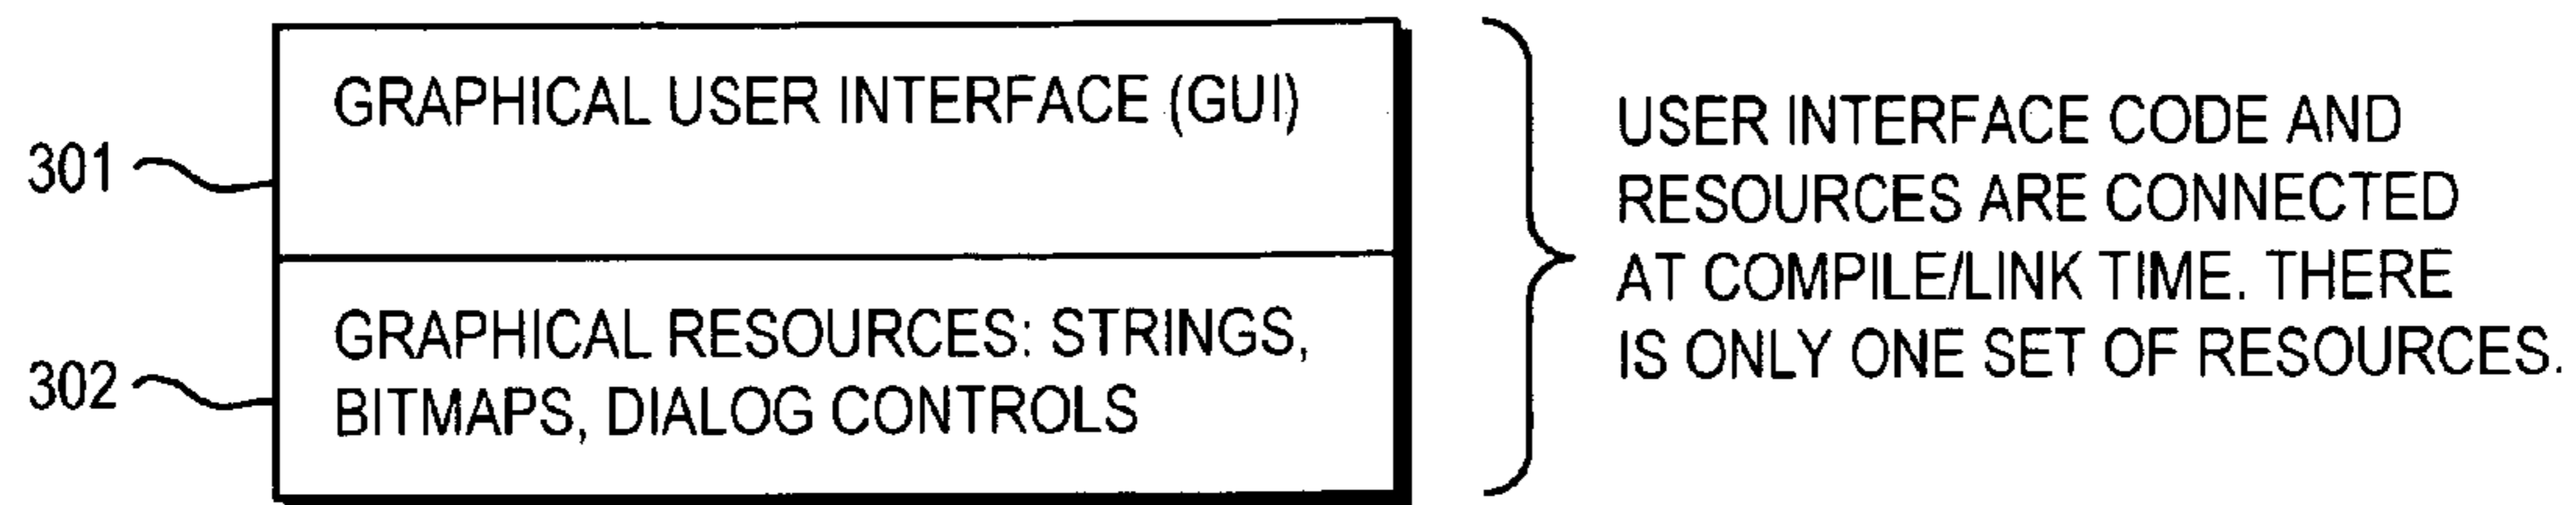 GRAPHICAL USER INTERFACE (GUI)
301
GRAPHICAL RESOURCES: STRINGS,
BITMAPS, DIALOG CONTROLS
302
USER INTERFACE CODE AND
RESOURCES ARE CONNECTED
AT COMPILE/LINK TIME. THERE
IS ONLY ONE SET OF RESOURCES.